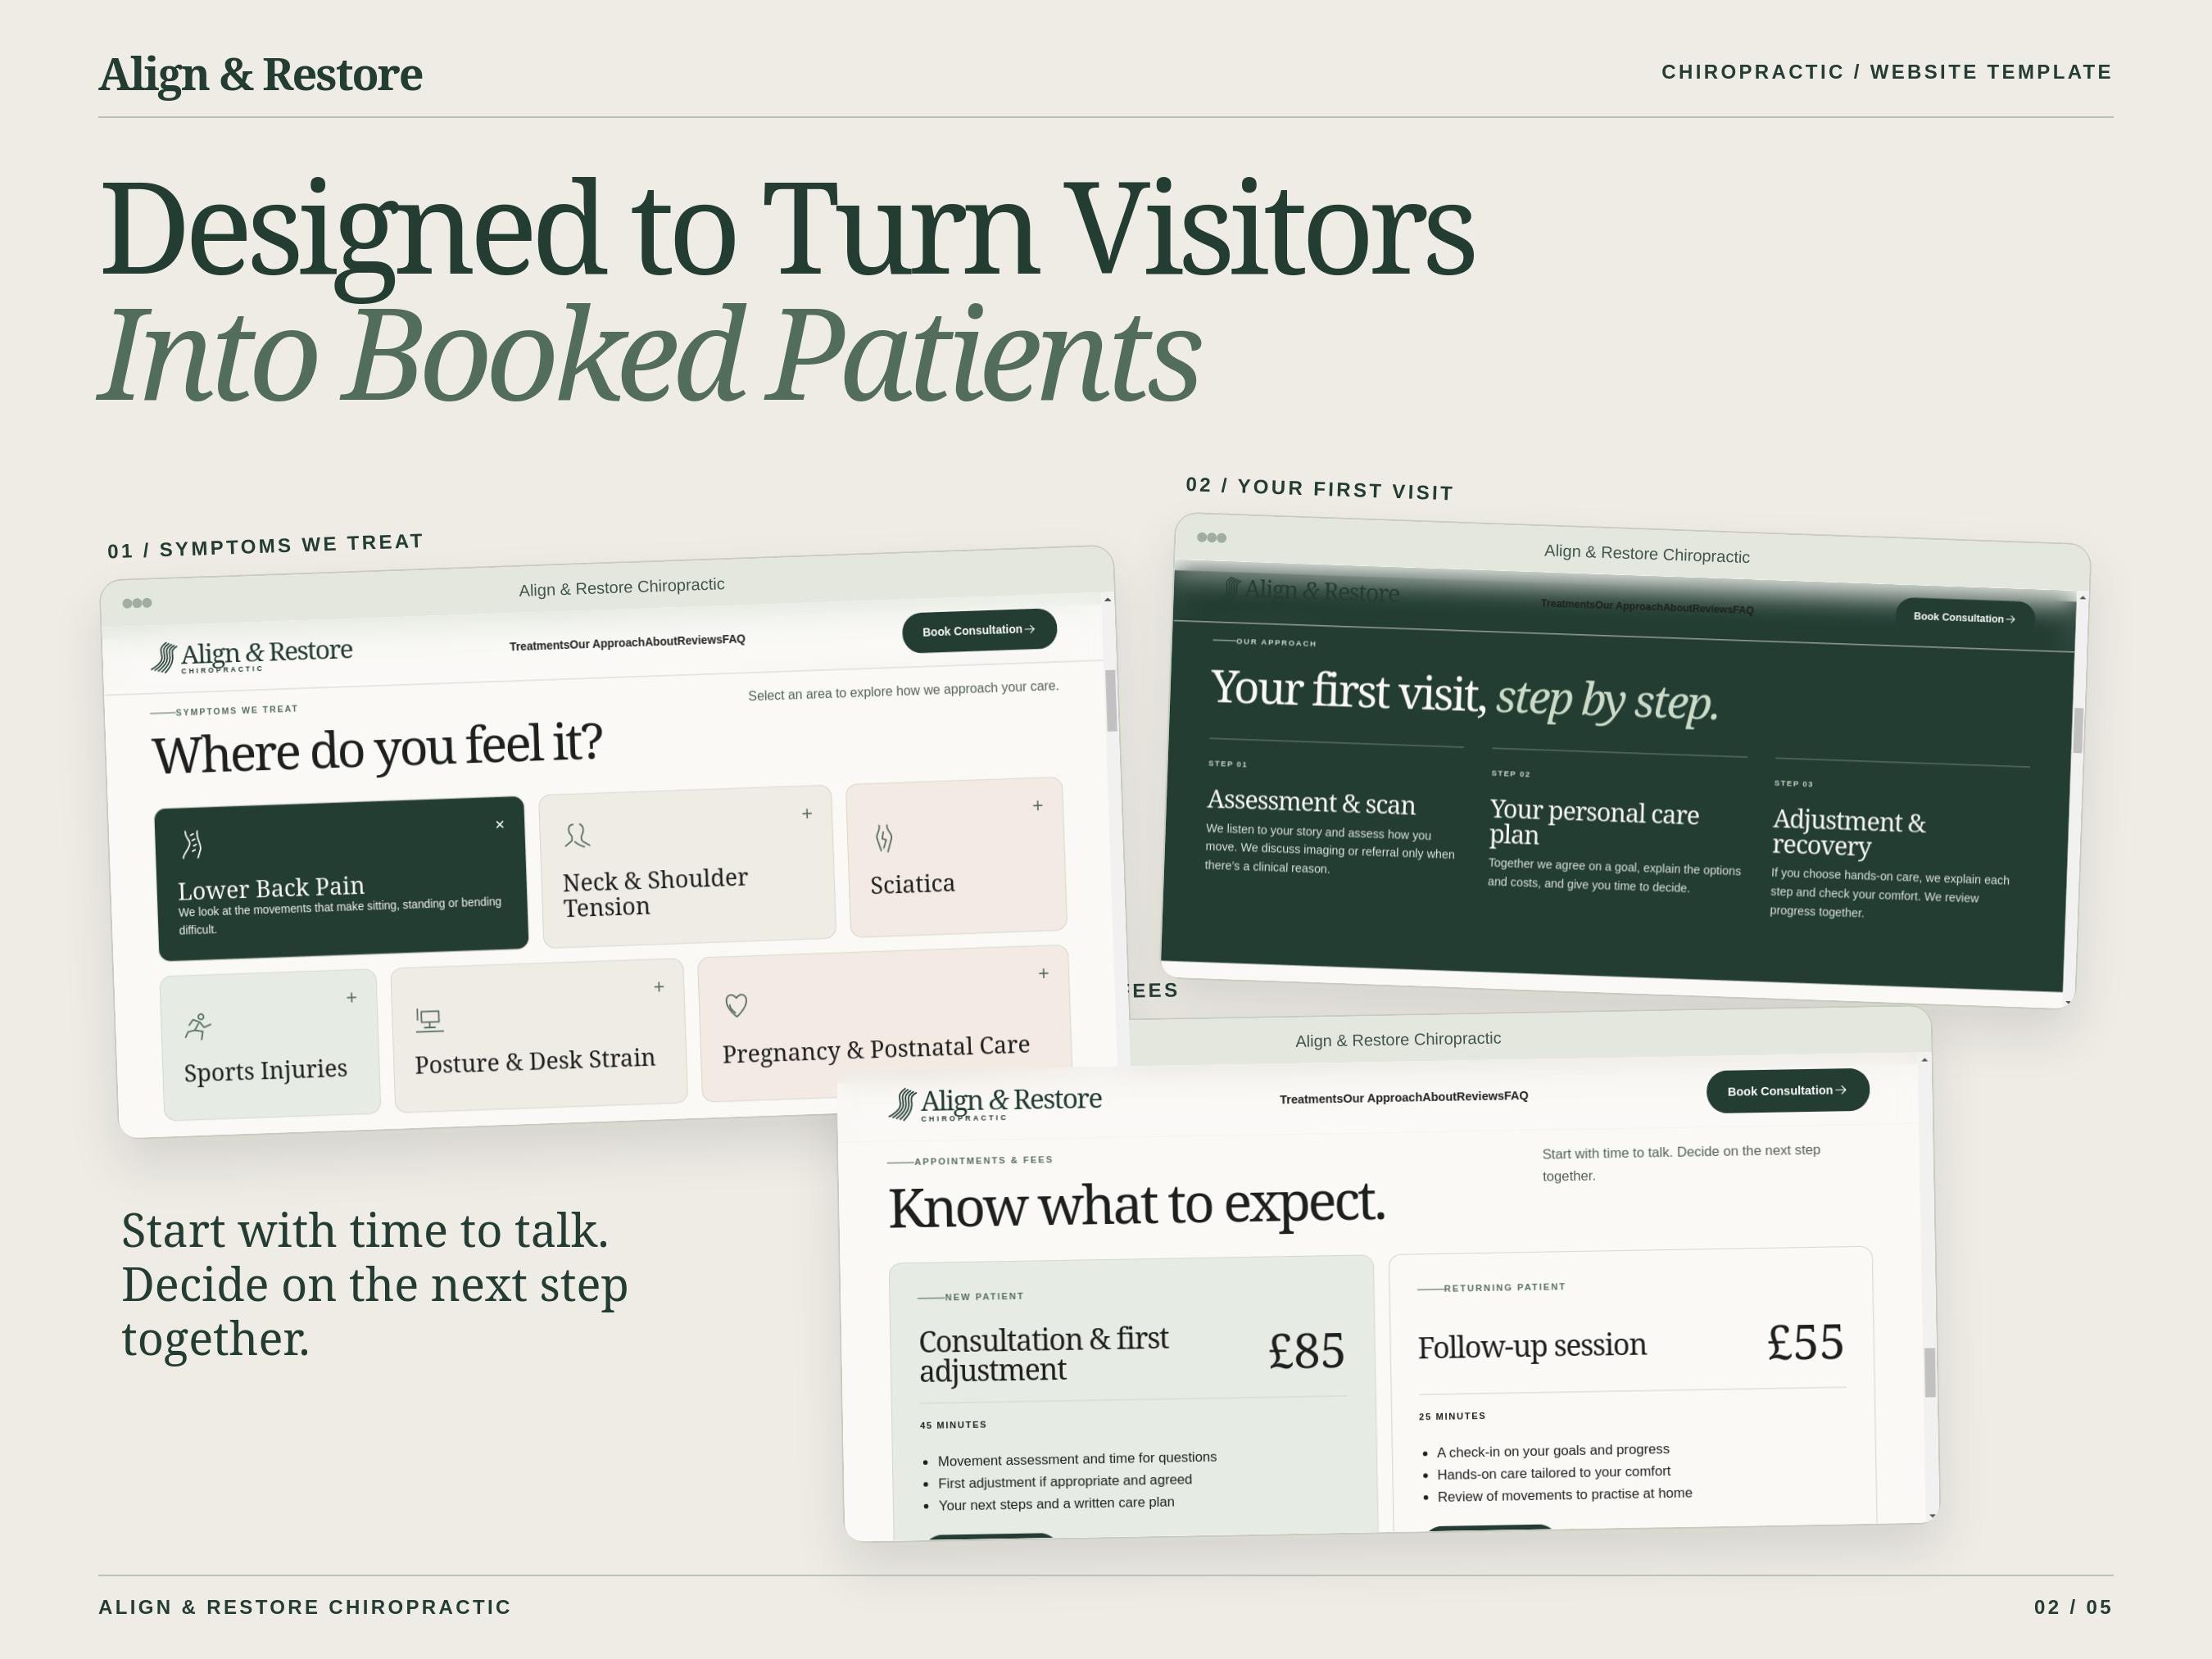 Align & Restore
CHIROPRACTIC / WEBSITE TEMPLATE
Designed to Turn Visitors
Into Booked Patients
01 / SYMPTOMS WE TREAT
Align & Restore Chiropractic
Align & Restore
CHIROPRACTIC
TreatmentsOur ApproachAboutReviewsFAQ
Book Consultation→
SYMPTOMS WE TREAT
Select an area to explore how we approach your care.
Where do you feel it?
×
Lower Back Pain
We look at the movements that make sitting, standing or bending
difficult.
+
Neck & Shoulder
Tension
+
Sciatica
+
Sports Injuries
+
Posture & Desk Strain
+
Pregnancy & Postnatal Care
02 / YOUR FIRST VISIT
Align & Restore Chiropractic
Align & Restore
TreatmentsOur ApproachAboutReviewsFAQ
Book Consultation→
OUR APPROACH
Your first visit, step by step.
STEP 01
Assessment & scan
We listen to your story and assess how you
move. We discuss imaging or referral only when
there's a clinical reason.
STEP 02
Your personal care
plan
Together we agree on a goal, explain the options
and costs, and give you time to decide.
STEP 03
Adjustment &
recovery
If you choose hands-on care, we explain each
step and check your comfort. We review
progress together.
FEES
Align & Restore Chiropractic
Align & Restore
CHIROPRACTIC
TreatmentsOur ApproachAboutReviewsFAQ
Book Consultation→
APPOINTMENTS & FEES
Start with time to talk. Decide on the next step
together.
Know what to expect.
NEW PATIENT
Consultation & first
adjustment
£85
45 MINUTES
• Movement assessment and time for questions
• First adjustment if appropriate and agreed
• Your next steps and a written care plan
RETURNING PATIENT
Follow-up session
£55
25 MINUTES
• A check-in on your goals and progress
• Hands-on care tailored to your comfort
• Review of movements to practise at home
Start with time to talk.
Decide on the next step
together.
ALIGN & RESTORE CHIROPRACTIC
02 / 05